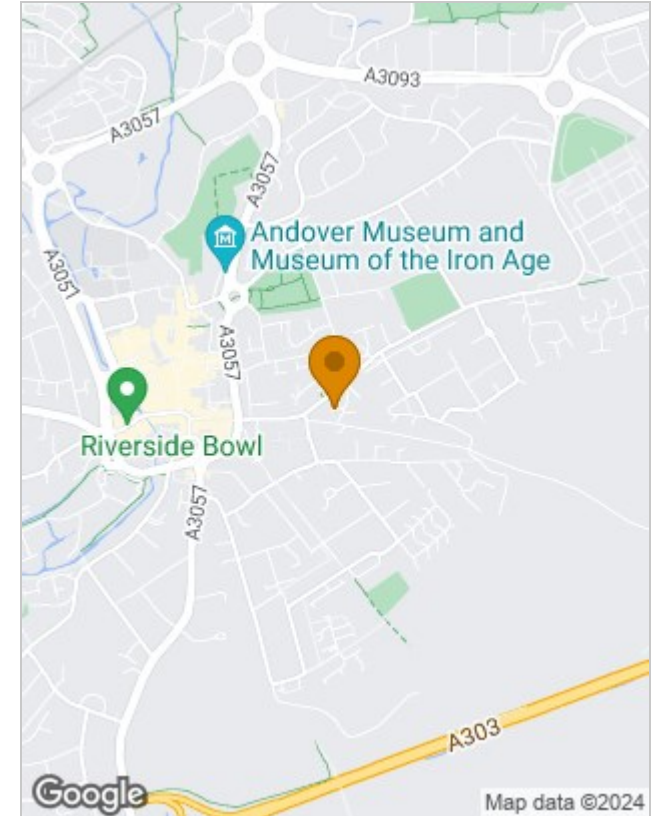 A3093
A3057
A3057
Andover Museum and
Museum of the Iron Age
A3057
A3057
Riverside Bowl
A3057
A303
Google
Map data ©2024